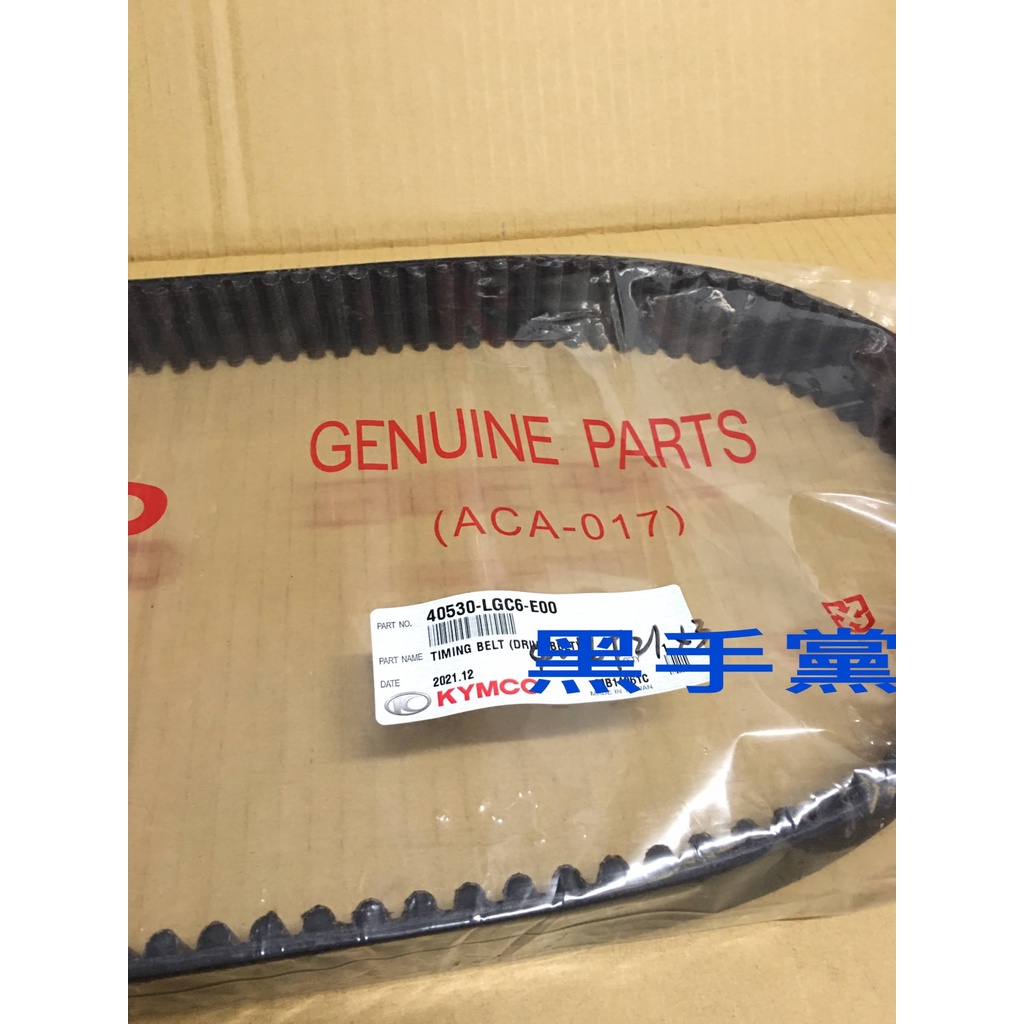 GENUINE PARTS
(ACA-017)
PART NO. 40530-LGC6-E00
PART NAME TIMING BELT
DATE 2021.12
KYMCO
黑手黨